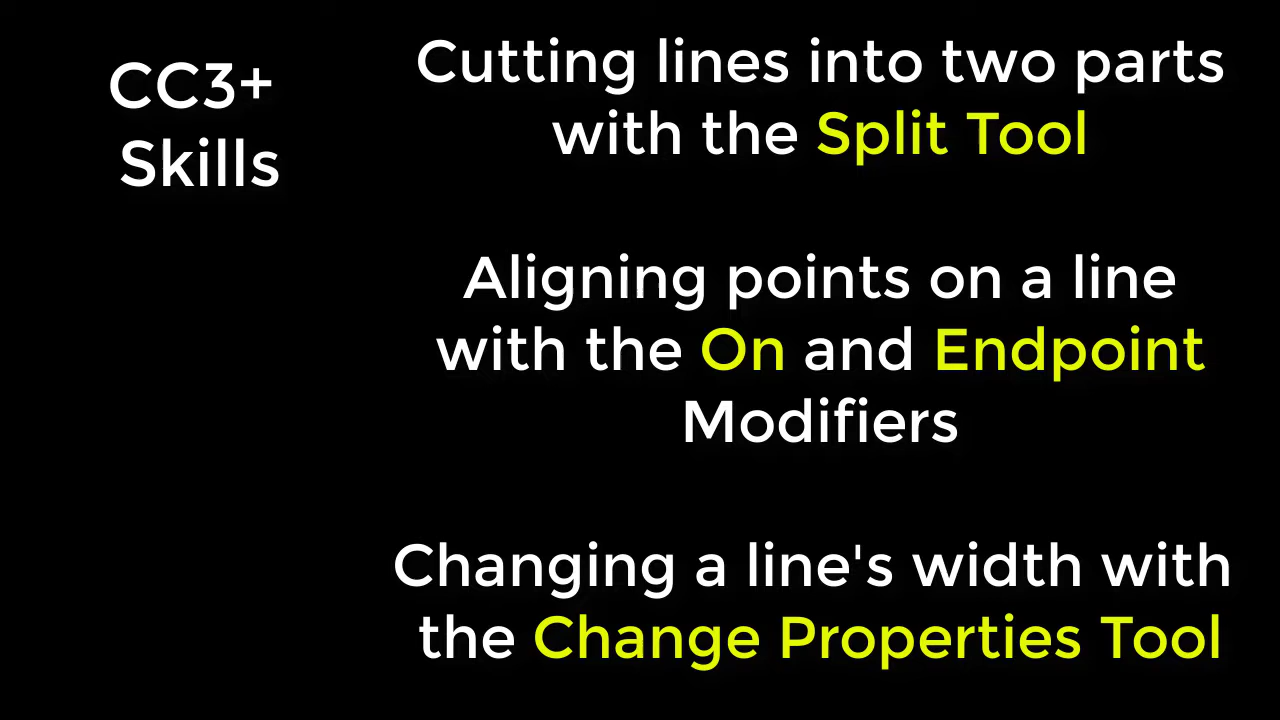 CC3+
Skills
Cutting lines into two parts
with the Split Tool
Aligning points on a line
with the On and Endpoint
Modifiers
Changing a line's width with
the Change Properties Tool